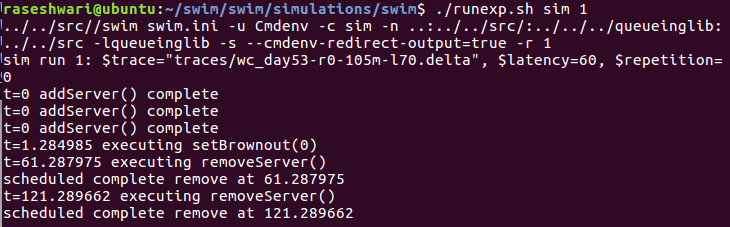 raseshwari@ubuntu:~/swim/swim/simulations/swim$ ./runexp.sh sim 1
../../src//swim swim.ini -u Cmdenv -c sim -n ..:../../src/:../../../queueinglib:
../../src -lqueueinglib -s --cmdenv-redirect-output=true -r 1
sim run 1: $trace="traces/wc_day53-r0-105m-l70.delta", $latency=60, $repetition=
0
t=0 addServer() complete
t=0 addServer() complete
t=0 addServer() complete
t=1.284985 executing setBrownout(0)
t=61.287975 executing removeServer()
scheduled complete remove at 61.287975
t=121.289662 executing removeServer()
scheduled complete remove at 121.289662